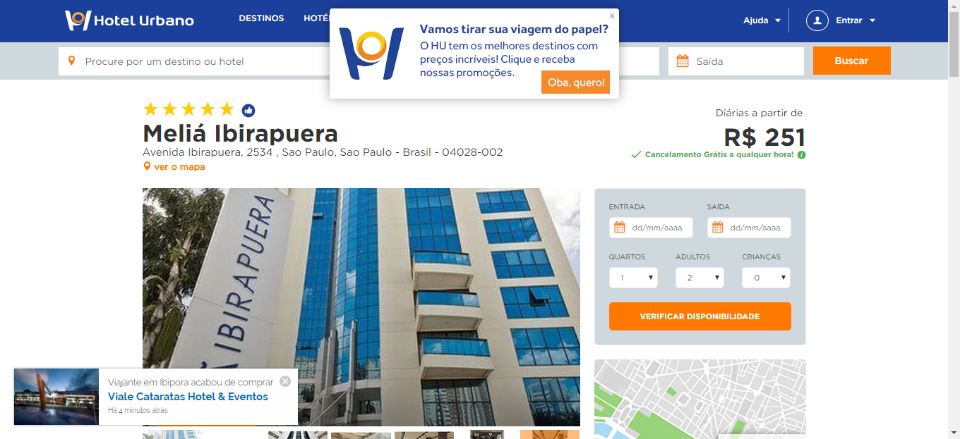 Hotel Urbano
DESTINOS
Ajuda
Entrar
x
Vamos tirar sua viagem do papel?
O HU tem os melhores destinos com
preços incríveis! Clique e receba
nossas promoções.
Oba, quero!
Procure por um destino ou hotel
Saída
Buscar
Meliá Ibirapuera
Avenida Ibirapuera, 2534 , Sao Paulo, Sao Paulo - Brasil - 04028-002
ver o mapa
Diárias a partir de
R$ 251
Cancelamento Grátis a qualquer hora! i
IBIRAPUERA
ENTRADA
SAÍDA
dd/mm/aaaa
dd/mm/aaaa
QUARTOS
ADULTOS
CRIANÇAS
1
2
0
VERIFICAR DISPONIBILIDADE
Viajante em Ibipora acabou de comprar
Viale Cataratas Hotel & Eventos
Há 4 minutos atrás